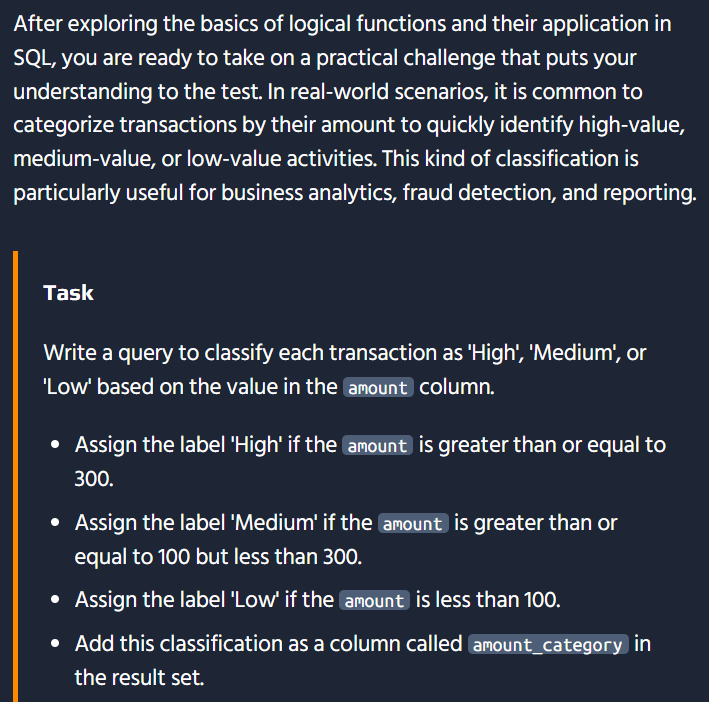 After exploring the basics of logical functions and their application in
SQL, you are ready to take on a practical challenge that puts your
understanding to the test. In real-world scenarios, it is common to
categorize transactions by their amount to quickly identify high-value,
medium-value, or low-value activities. This kind of classification is
particularly useful for business analytics, fraud detection, and reporting.
Task
Write a query to classify each transaction as 'High', 'Medium', or
'Low' based on the value in the amount column.
• Assign the label 'High' if the amount is greater than or equal to
300.
• Assign the label 'Medium' if the amount is greater than or
equal to 100 but less than 300.
• Assign the label 'Low' if the amount is less than 100.
• Add this classification as a column called amount_category in
the result set.